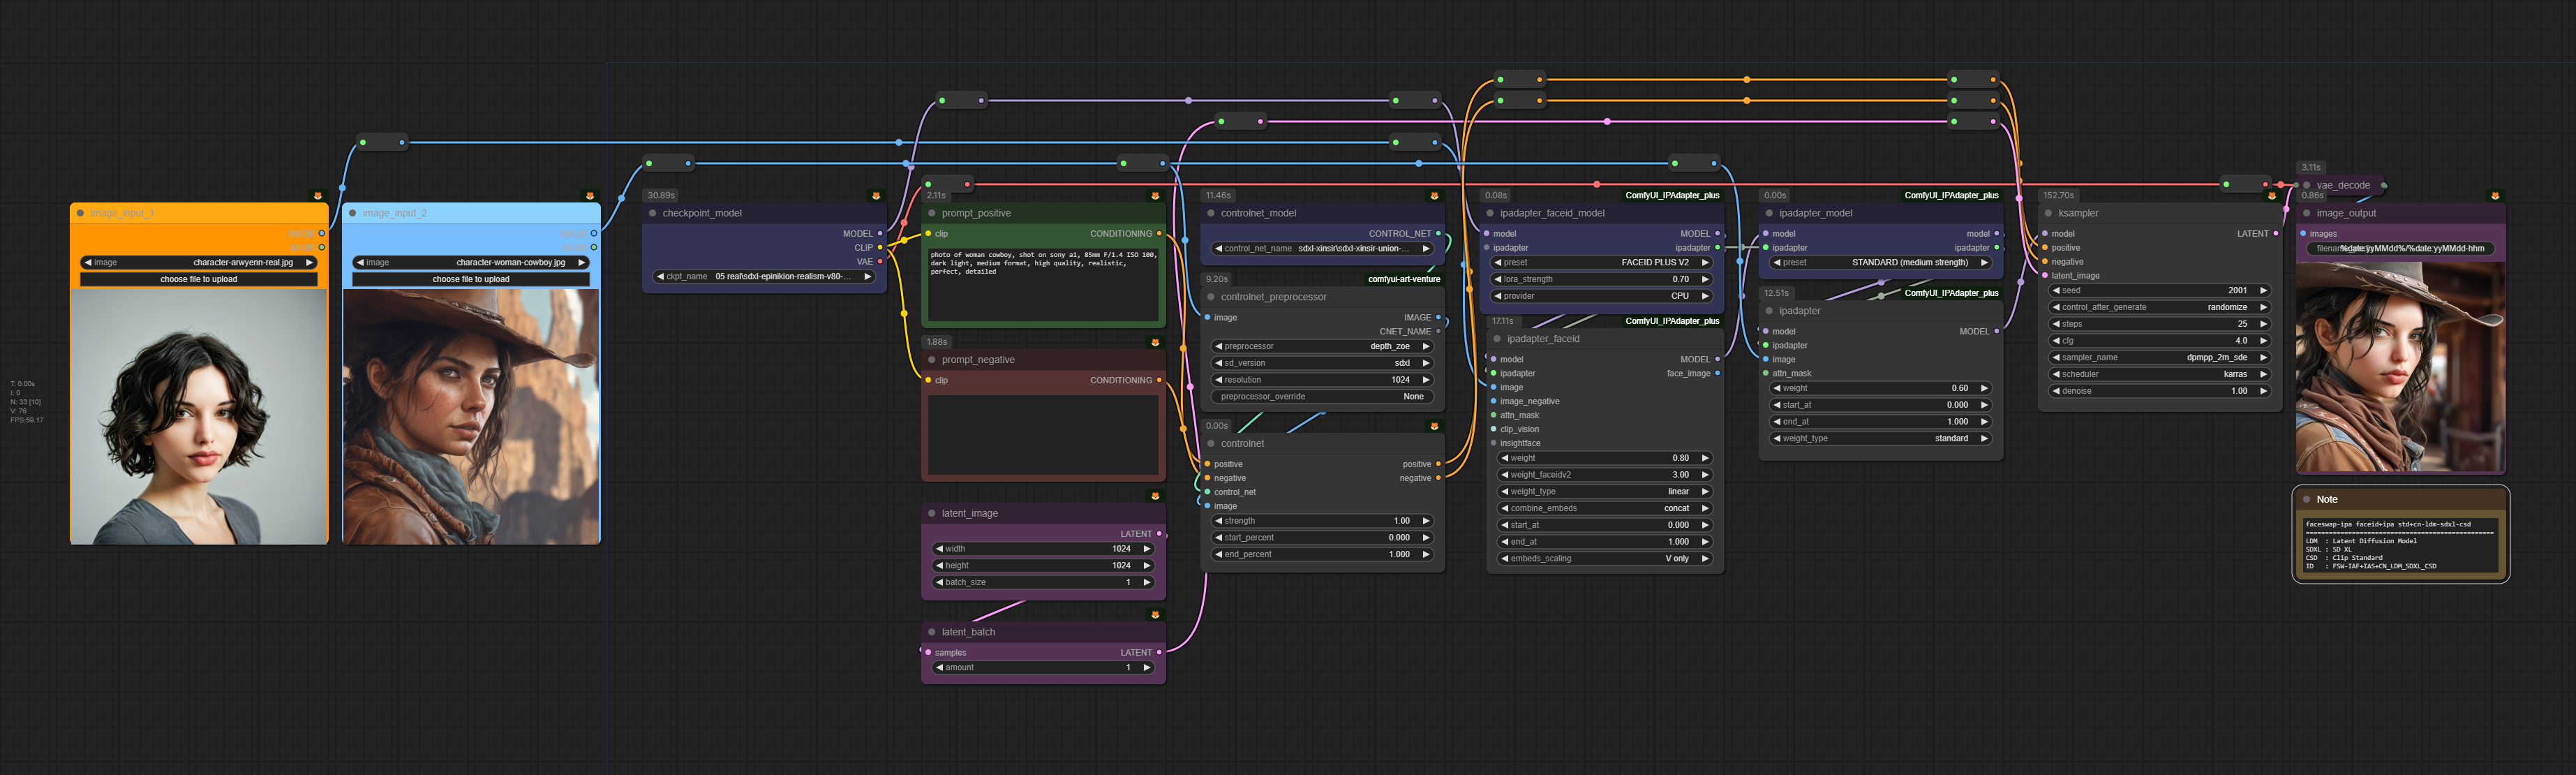 T: 0.00s
I: 0
N: 33 [10]
V: 76
FPS:59.17
image_input_1
IMAGE
MASK
image character-arwyenn-real.jpg
choose file to upload
image_input_2
IMAGE
MASK
image character-woman-cowboy.jpg
choose file to upload
30.89s
checkpoint_model
MODEL
CLIP
VAE
ckpt_name 05 real\sdxl-epinikion-realism-v80-...
2.11s
prompt_positive
clip CONDITIONING
photo of woman cowboy, shot on sony a1, 85mm F/1.4 ISO 100,
dark light, medium format, high quality, realistic,
perfect, detailed
1.88s
prompt_negative
clip CONDITIONING
latent_image
LATENT
width 1024
height 1024
batch_size 1
latent_batch
samples LATENT
amount 1
11.46s
controlnet_model
CONTROL_NET
control_net_name sdxl-xinsir\sdxl-xinsir-union-...
9.20s comfyui-art-venture
controlnet_preprocessor
image IMAGE
CNET_NAME
preprocessor depth_zoe
sd_version sdxl
resolution 1024
preprocessor_override None
0.00s
controlnet
positive positive
negative negative
control_net
image
strength 1.00
start_percent 0.000
end_percent 1.000
0.08s ComfyUI_IPAdapter_plus
ipadapter_faceid_model
model MODEL
ipadapter ipadapter
preset FACEID PLUS V2
lora_strength 0.70
provider CPU
17.11s ComfyUI_IPAdapter_plus
ipadapter_faceid
model MODEL
ipadapter face_image
image
image_negative
attn_mask
clip_vision
insightface
weight 0.80
weight_faceidv2 3.00
weight_type linear
combine_embeds concat
start_at 0.000
end_at 1.000
embeds_scaling V only
0.00s ComfyUI_IPAdapter_plus
ipadapter_model
model model
ipadapter ipadapter
preset STANDARD (medium strength)
12.51s ComfyUI_IPAdapter_plus
ipadapter
model MODEL
ipadapter
image
attn_mask
weight 0.60
start_at 0.000
end_at 1.000
weight_type standard
152.70s
ksampler
model LATENT
positive
negative
latent_image
seed 2001
control_after_generate randomize
steps 25
cfg 4.0
sampler_name dpmpp_2m_sde
scheduler karras
denoise 1.00
3.11s
vae_decode
0.86s
image_output
images
%date:yyMMdd%/%date:yyMMdd-hhm
Note
faceswap-ipa faceid+ipa std+cn-ldm-sdxl-csd
LDM : Latent Diffusion Model
SDXL : SD XL
CSD : Clip Standard
ID : FSW-IAF+IAS+CN_LDM_SDXL_CSD